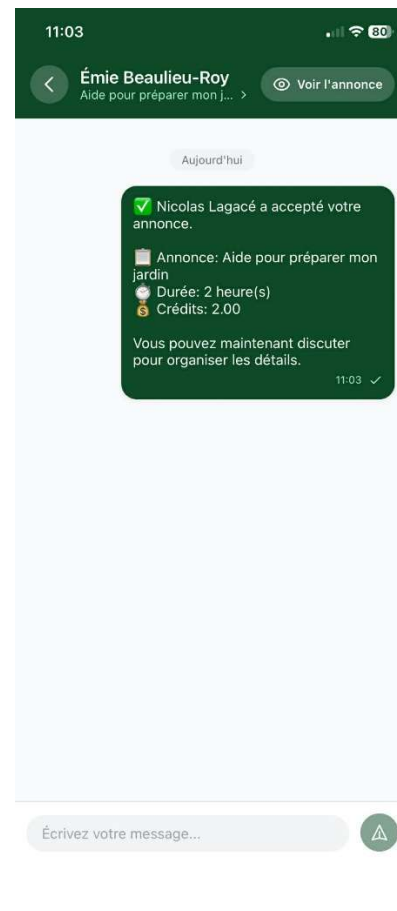 11:03
80
Émie Beaulieu-Roy
Aide pour préparer mon j... >
Voir l'annonce
Aujourd'hui
✅ Nicolas Lagacé a accepté votre
annonce.
📋 Annonce: Aide pour préparer mon
jardin
⏱️ Durée: 2 heure(s)
💰 Crédits: 2.00
Vous pouvez maintenant discuter
pour organiser les détails.
11:03 ✓
Écrivez votre message...